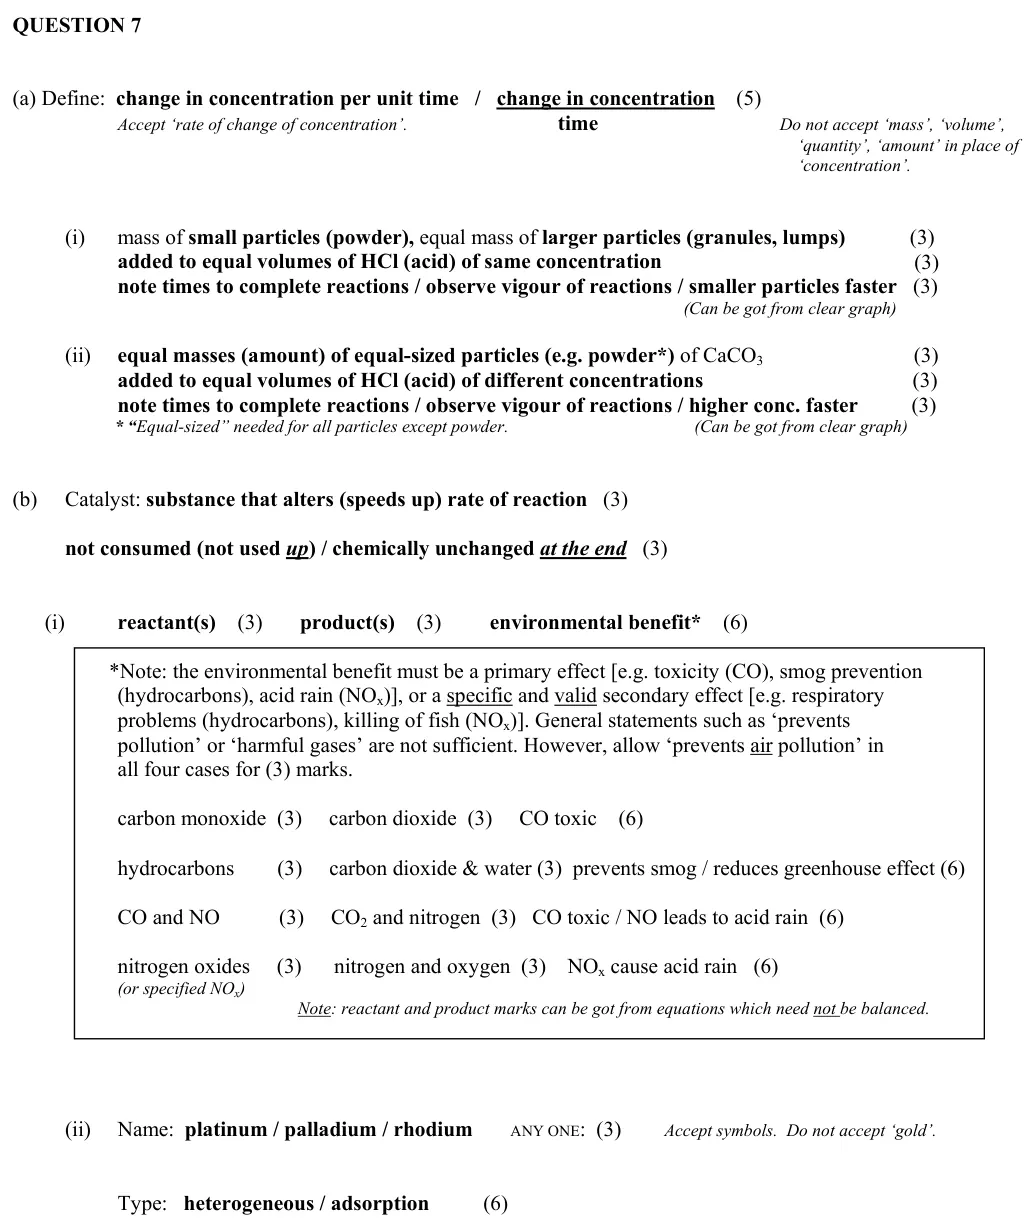 QUESTION 7
(a) Define: change in concentration per unit time / change in concentration (5)
Accept ‘rate of change of concentration’. time Do not accept ‘mass’, ‘volume’,
‘quantity’, ‘amount’ in place of
‘concentration’.
(i) mass of small particles (powder), equal mass of larger particles (granules, lumps) (3)
added to equal volumes of HCl (acid) of same concentration (3)
note times to complete reactions / observe vigour of reactions / smaller particles faster (3)
(Can be got from clear graph)
(ii) equal masses (amount) of equal-sized particles (e.g. powder*) of CaCO3 (3)
added to equal volumes of HCl (acid) of different concentrations (3)
note times to complete reactions / observe vigour of reactions / higher conc. faster (3)
* “Equal-sized” needed for all particles except powder. (Can be got from clear graph)
(b) Catalyst: substance that alters (speeds up) rate of reaction (3)
not consumed (not used up) / chemically unchanged at the end (3)
(i) reactant(s) (3) product(s) (3) environmental benefit* (6)
*Note: the environmental benefit must be a primary effect [e.g. toxicity (CO), smog prevention
(hydrocarbons), acid rain (NOx)], or a specific and valid secondary effect [e.g. respiratory
problems (hydrocarbons), killing of fish (NOx)]. General statements such as ‘prevents
pollution’ or ‘harmful gases’ are not sufficient. However, allow ‘prevents air pollution’ in
all four cases for (3) marks.
carbon monoxide (3) carbon dioxide (3) CO toxic (6)
hydrocarbons (3) carbon dioxide & water (3) prevents smog / reduces greenhouse effect (6)
CO and NO (3) CO2 and nitrogen (3) CO toxic / NO leads to acid rain (6)
nitrogen oxides (3) nitrogen and oxygen (3) NOx cause acid rain (6)
(or specified NOx)
Note: reactant and product marks can be got from equations which need not be balanced.
(ii) Name: platinum / palladium / rhodium ANY ONE: (3) Accept symbols. Do not accept ‘gold’.
Type: heterogeneous / adsorption (6)